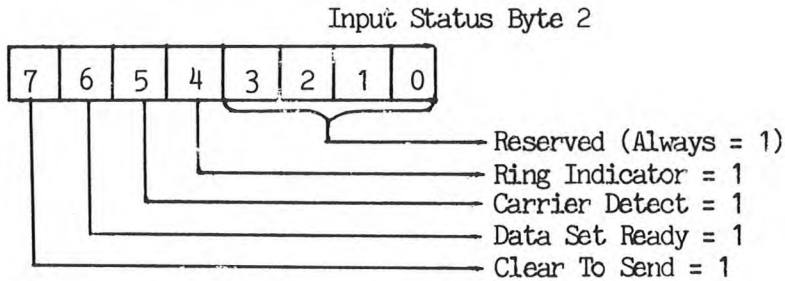 Input Status Byte 2
7 6 5 4 3 2 1 0
Reserved (Always = 1)
Ring Indicator = 1
Carrier Detect = 1
Data Set Ready = 1
Clear To Send = 1